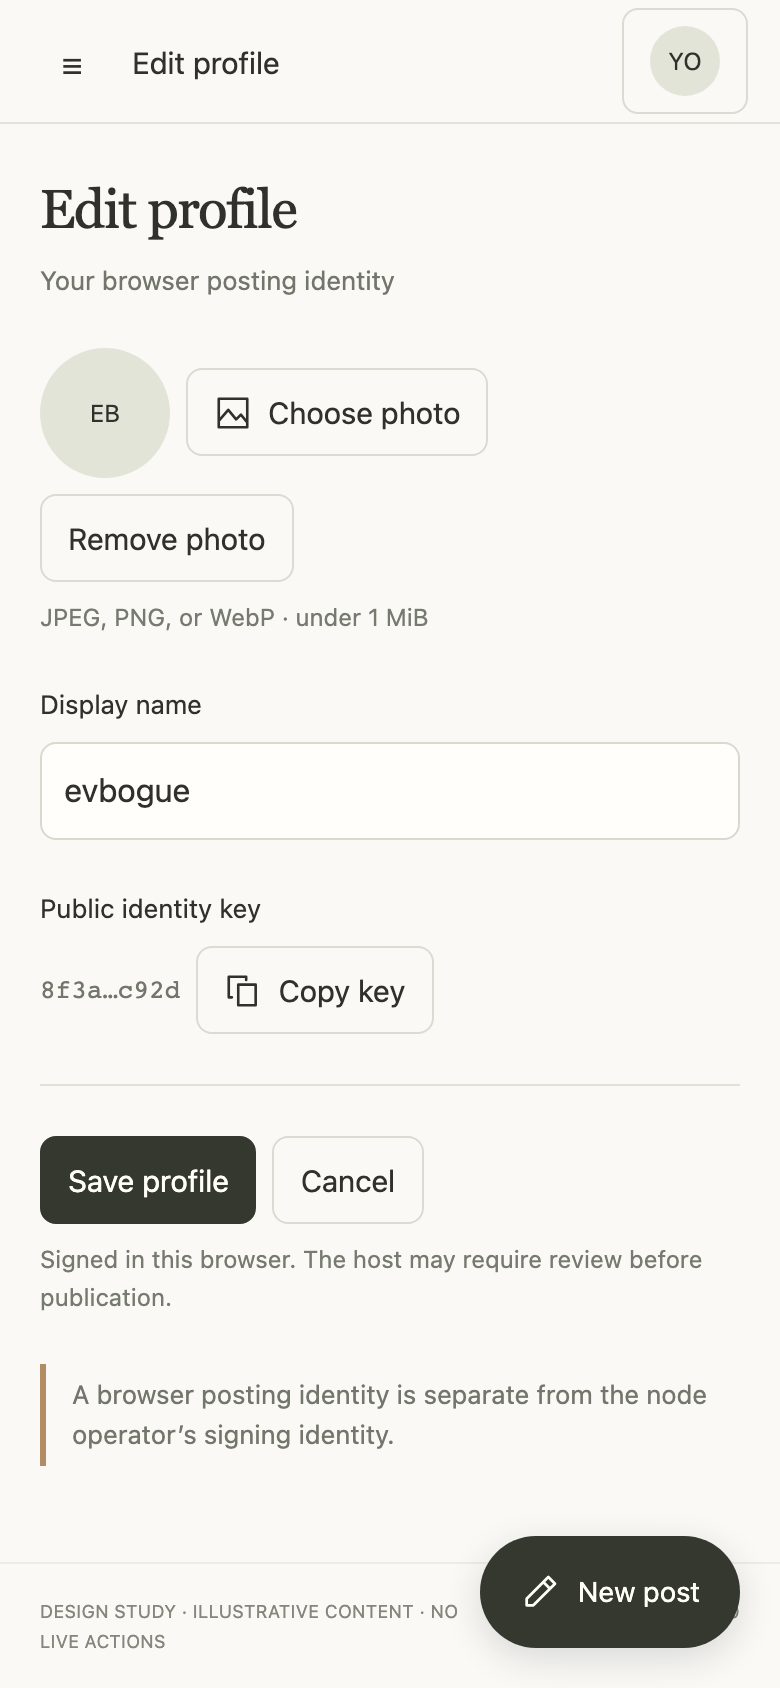 Edit profile
YO
Edit profile
Your browser posting identity
EB
Choose photo
Remove photo
JPEG, PNG, or WebP · under 1 MiB
Display name
evbogue
Public identity key
8f3a…c92d
Copy key
Save profile
Cancel
Signed in this browser. The host may require review before
publication.
A browser posting identity is separate from the node
operator’s signing identity.
New post
DESIGN STUDY · ILLUSTRATIVE CONTENT · NO
LIVE ACTIONS